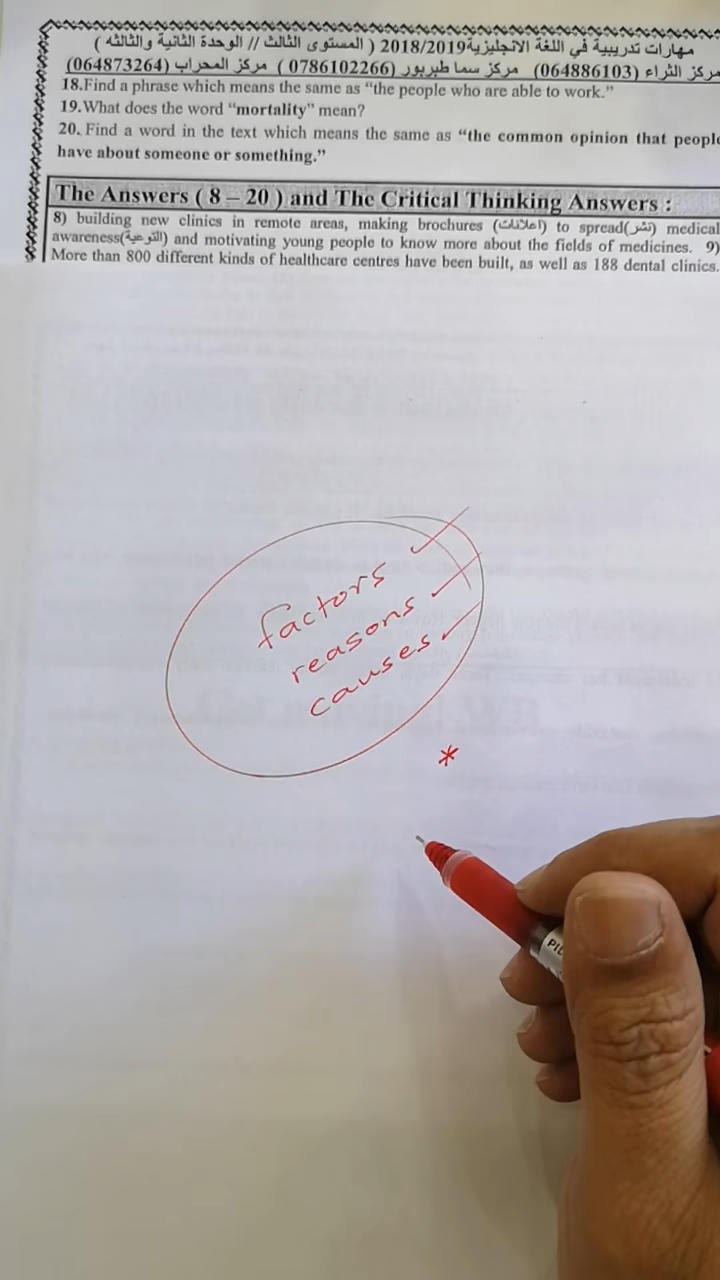 مهارات تدريبية في اللغة الانجليزية 2018/2019 ( المستوى الثالث // الوحدة الثانية والثالثه )
مركز الثراء (064886103) مركز سما طبربور (0786102266 ) مركز المحراب (064873264)
18.Find a phrase which means the same as “the people who are able to work.”
19.What does the word “mortality” mean?
20. Find a word in the text which means the same as “the common opinion that people
have about someone or something.”
The Answers ( 8 – 20 ) and The Critical Thinking Answers :
8) building new clinics in remote areas, making brochures (اعلانات) to spread(نشر) medical
awareness(التوعية) and motivating young people to know more about the fields of medicines. 9)
More than 800 different kinds of healthcare centres have been built, as well as 188 dental clinics.
factors
reasons
causes
*